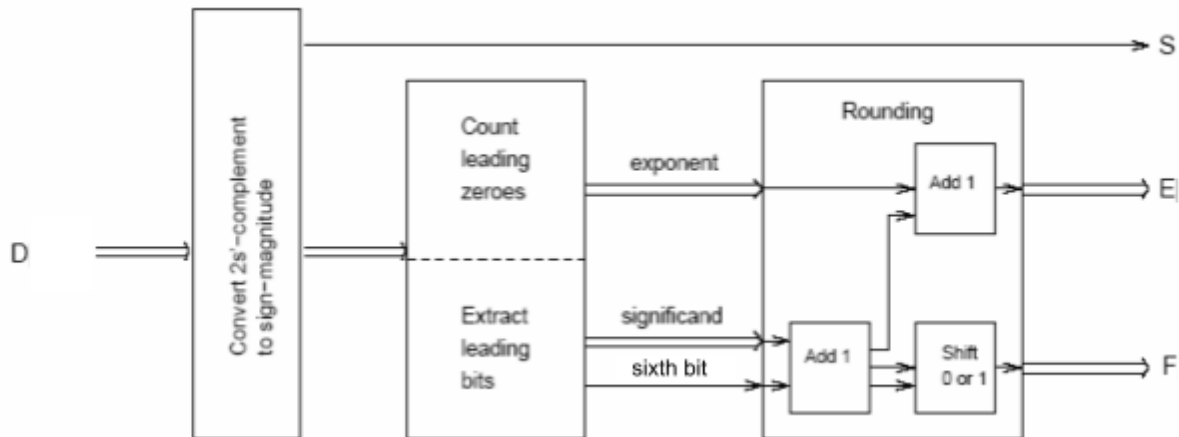 D
Convert 2s'-complement
to sign-magnitude
Count
leading
zeroes
Extract
leading
bits
exponent
significand
sixth bit
Rounding
Add 1
Add 1
Shift
0 or 1
S
E
F